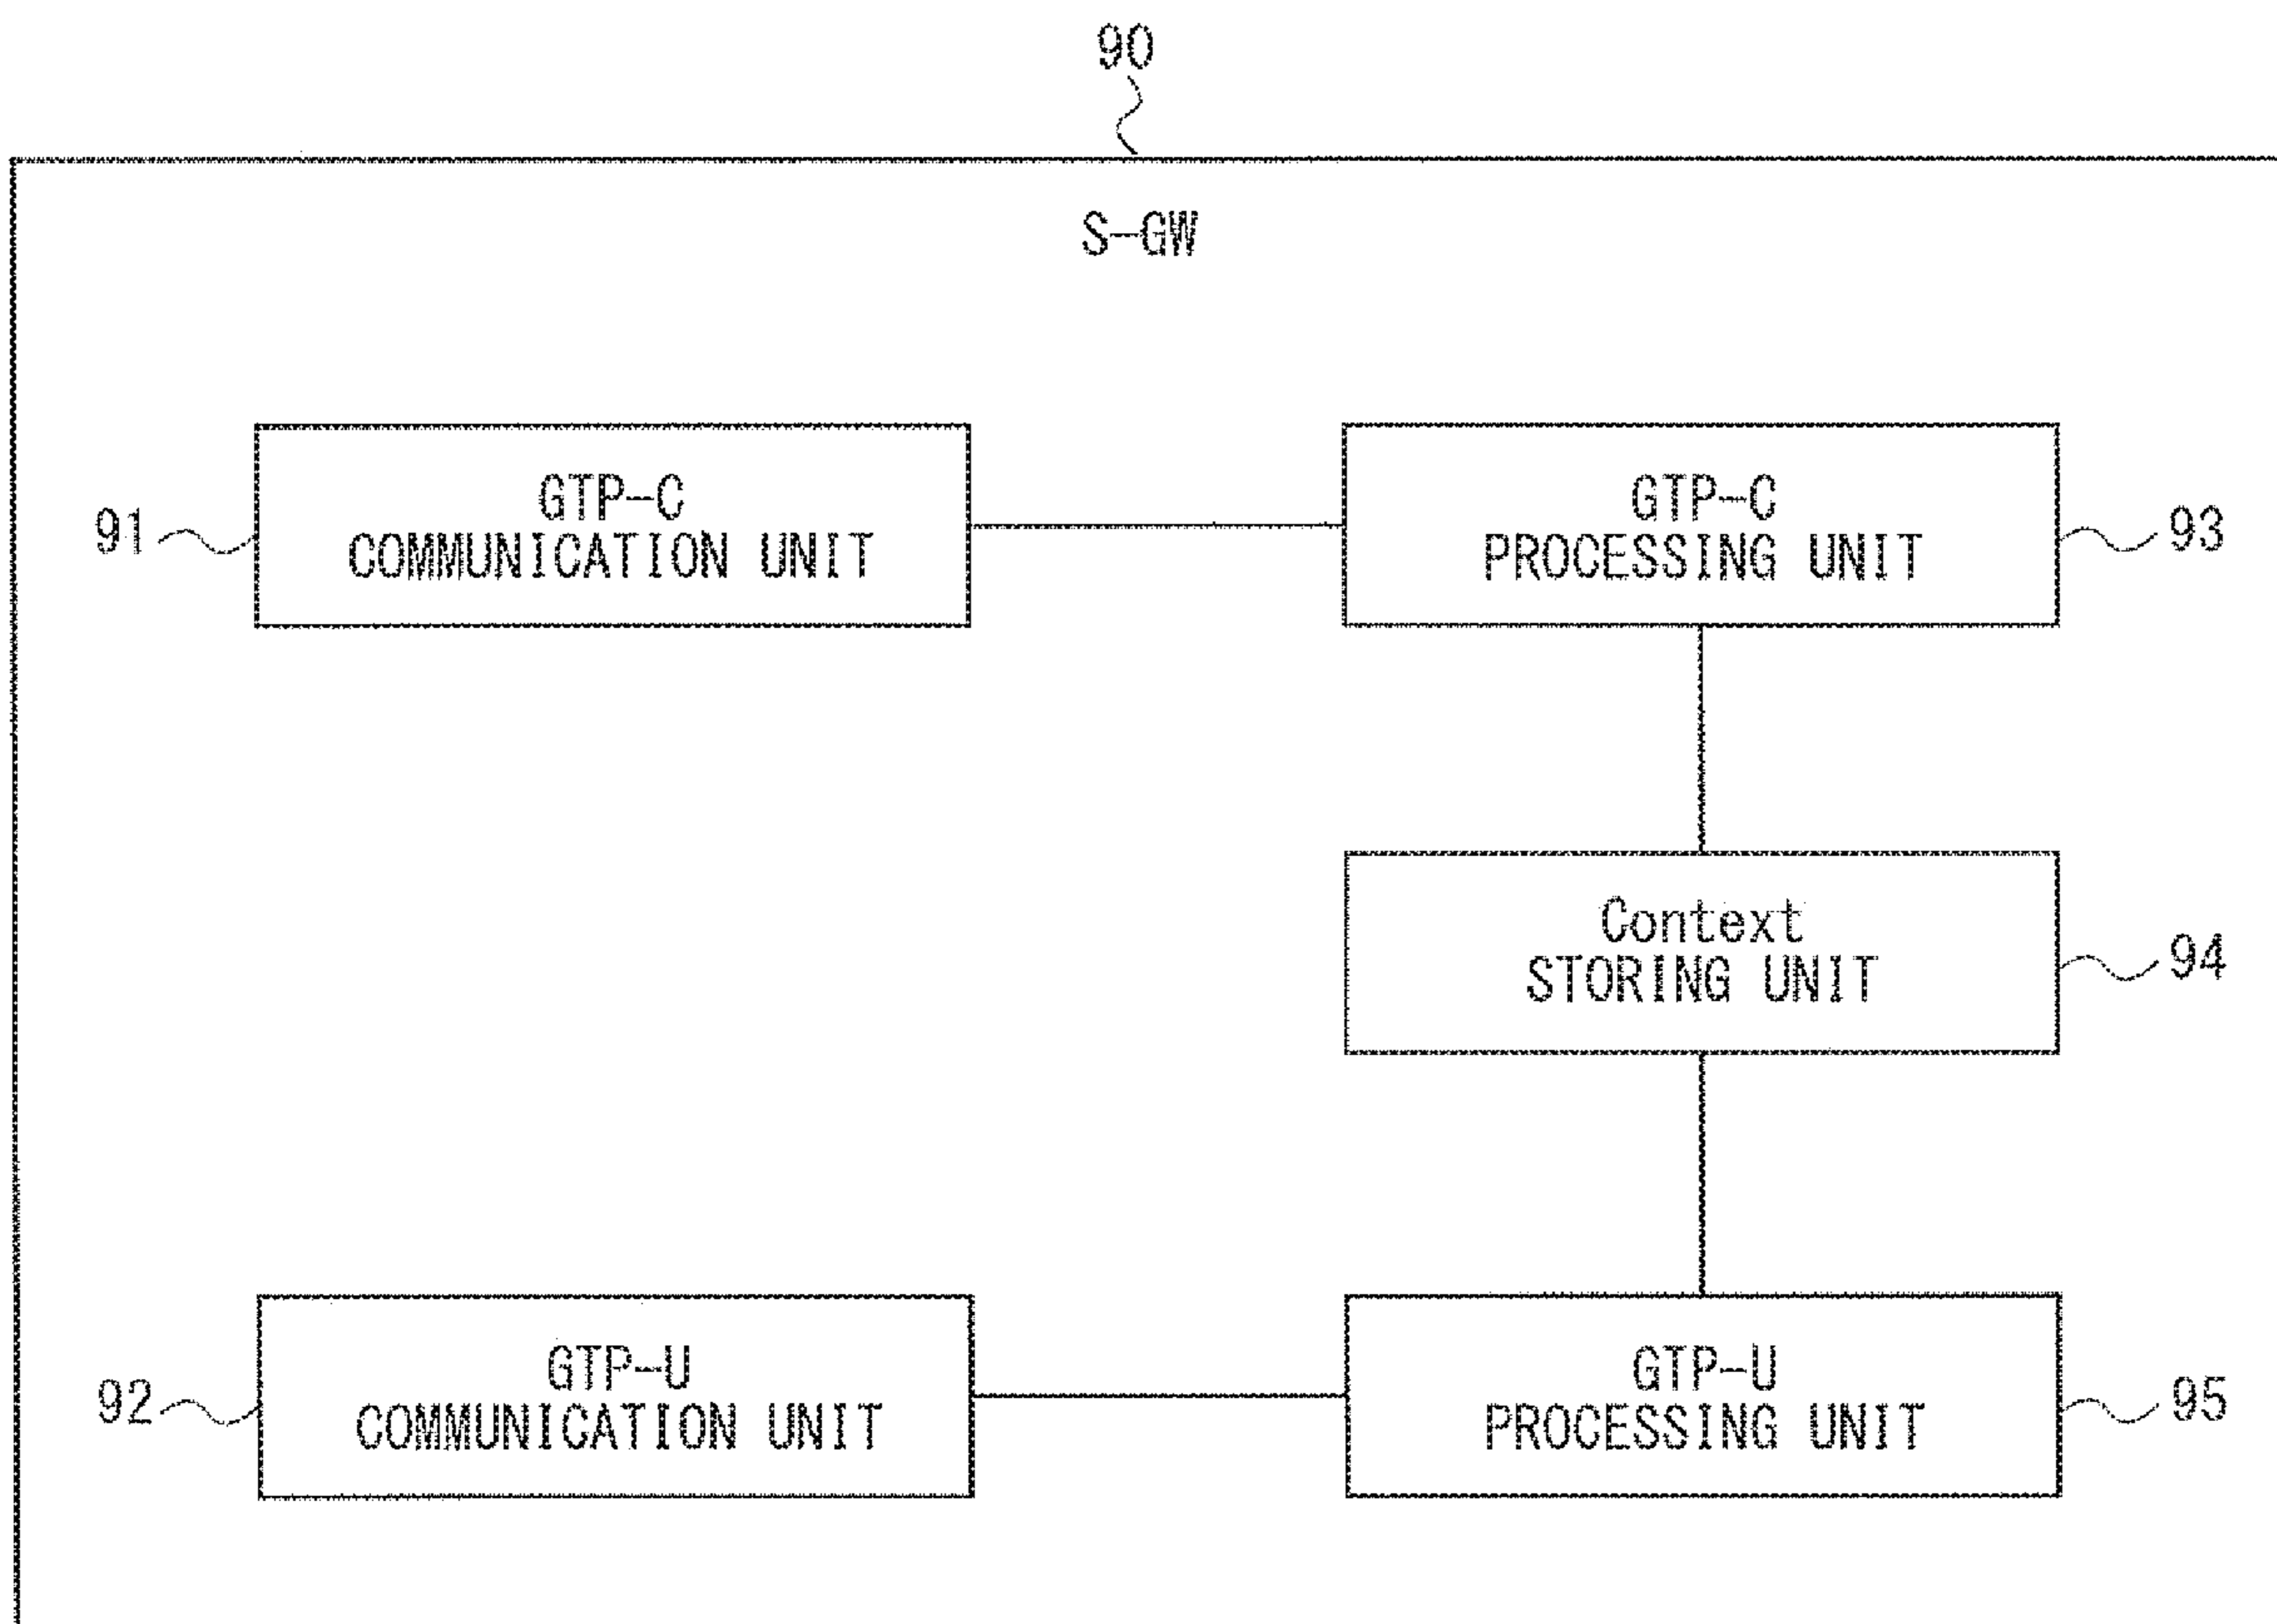 90
S-GW
91
GTP-C
COMMUNICATION UNIT
GTP-C
PROCESSING UNIT
93
Context
STORING UNIT
94
92
GTP-U
COMMUNICATION UNIT
GTP-U
PROCESSING UNIT
95